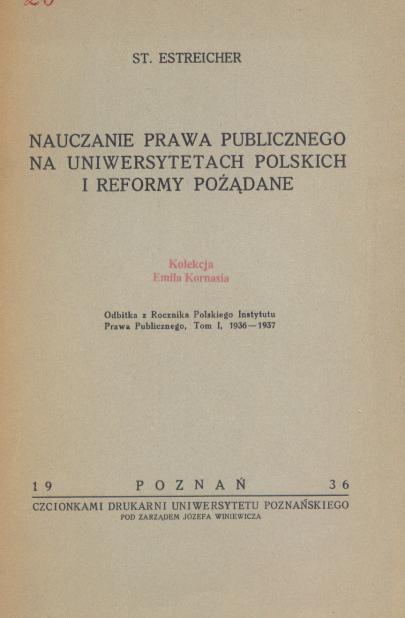 ST. ESTREICHER
NAUCZANIE PRAWA PUBLICZNEGO
NA UNIWERSYTETACH POLSKICH
I REFORMY POŻĄDANE
Kolekcja
Emila Kornasia
Odbitka z Rocznika Polskiego Instytutu
Prawa Publicznego, Tom I, 1936—1937
19 POZNAŃ 36
CZCIONKAMI DRUKARNI UNIWERSYTETU POZNAŃSKIEGO
POD ZARZĄDEM JÓZEFA WINIEWICZA